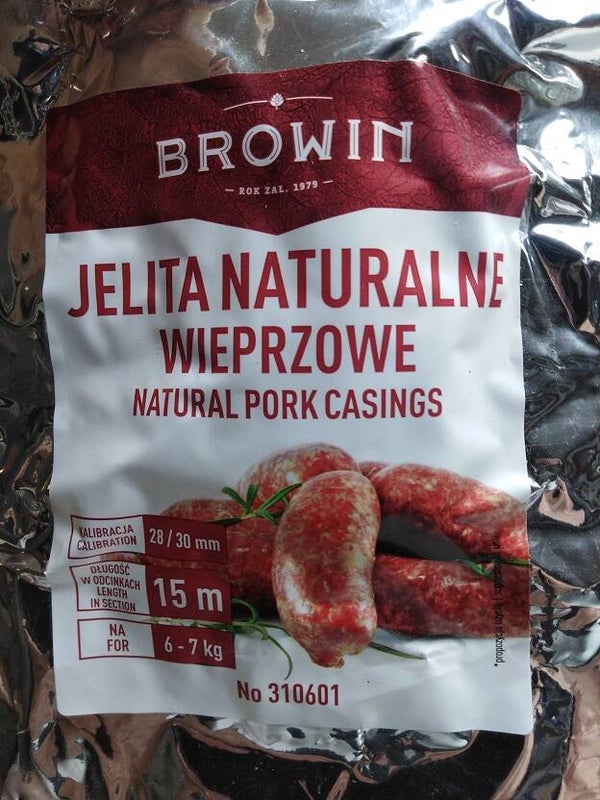 BROWIN
ROK ZAŁ. 1979
JELITA NATURALNE
WIEPRZOWE
NATURAL PORK CASINGS
KALIBRACJA
CALIBRATION
28 / 30 mm
DŁUGOŚĆ
W ODCINKACH
LENGTH
IN SECTION
15 m
NA
FOR
6 - 7 kg
No 310601